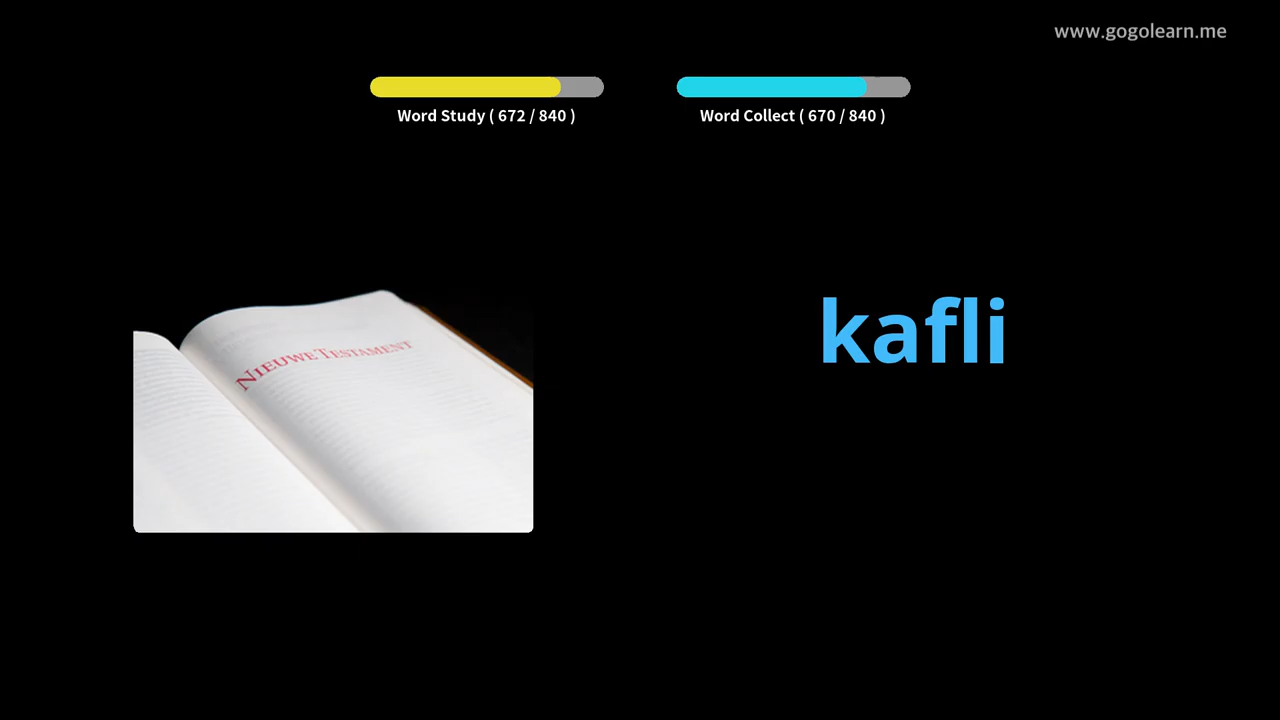 www.gogolearn.me
Word Study ( 672 / 840 )
Word Collect ( 670 / 840 )
NIEUWE TESTAMENT
kafli